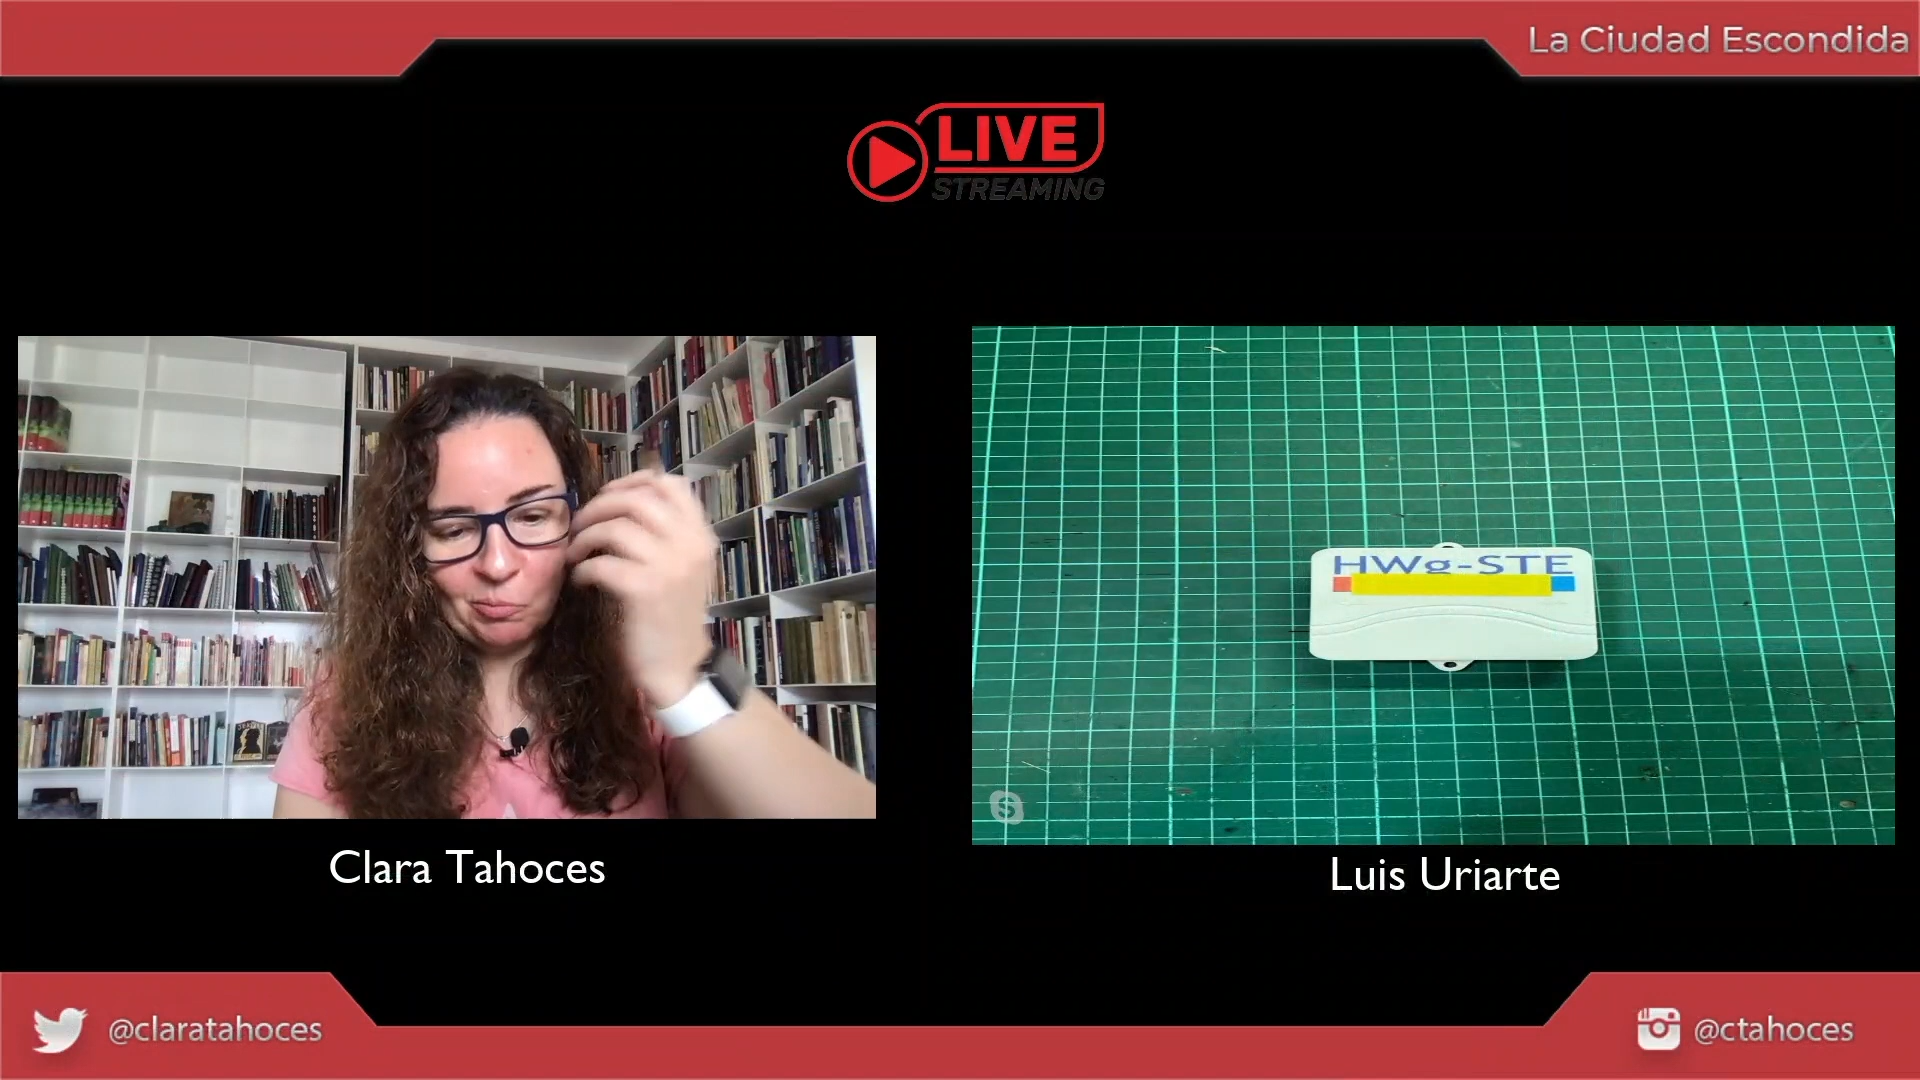 La Ciudad Escondida
LIVE
STREAMING
HWg-STE
Clara Tahoces
Luis Uriarte
@claratahoces
@ctahoces